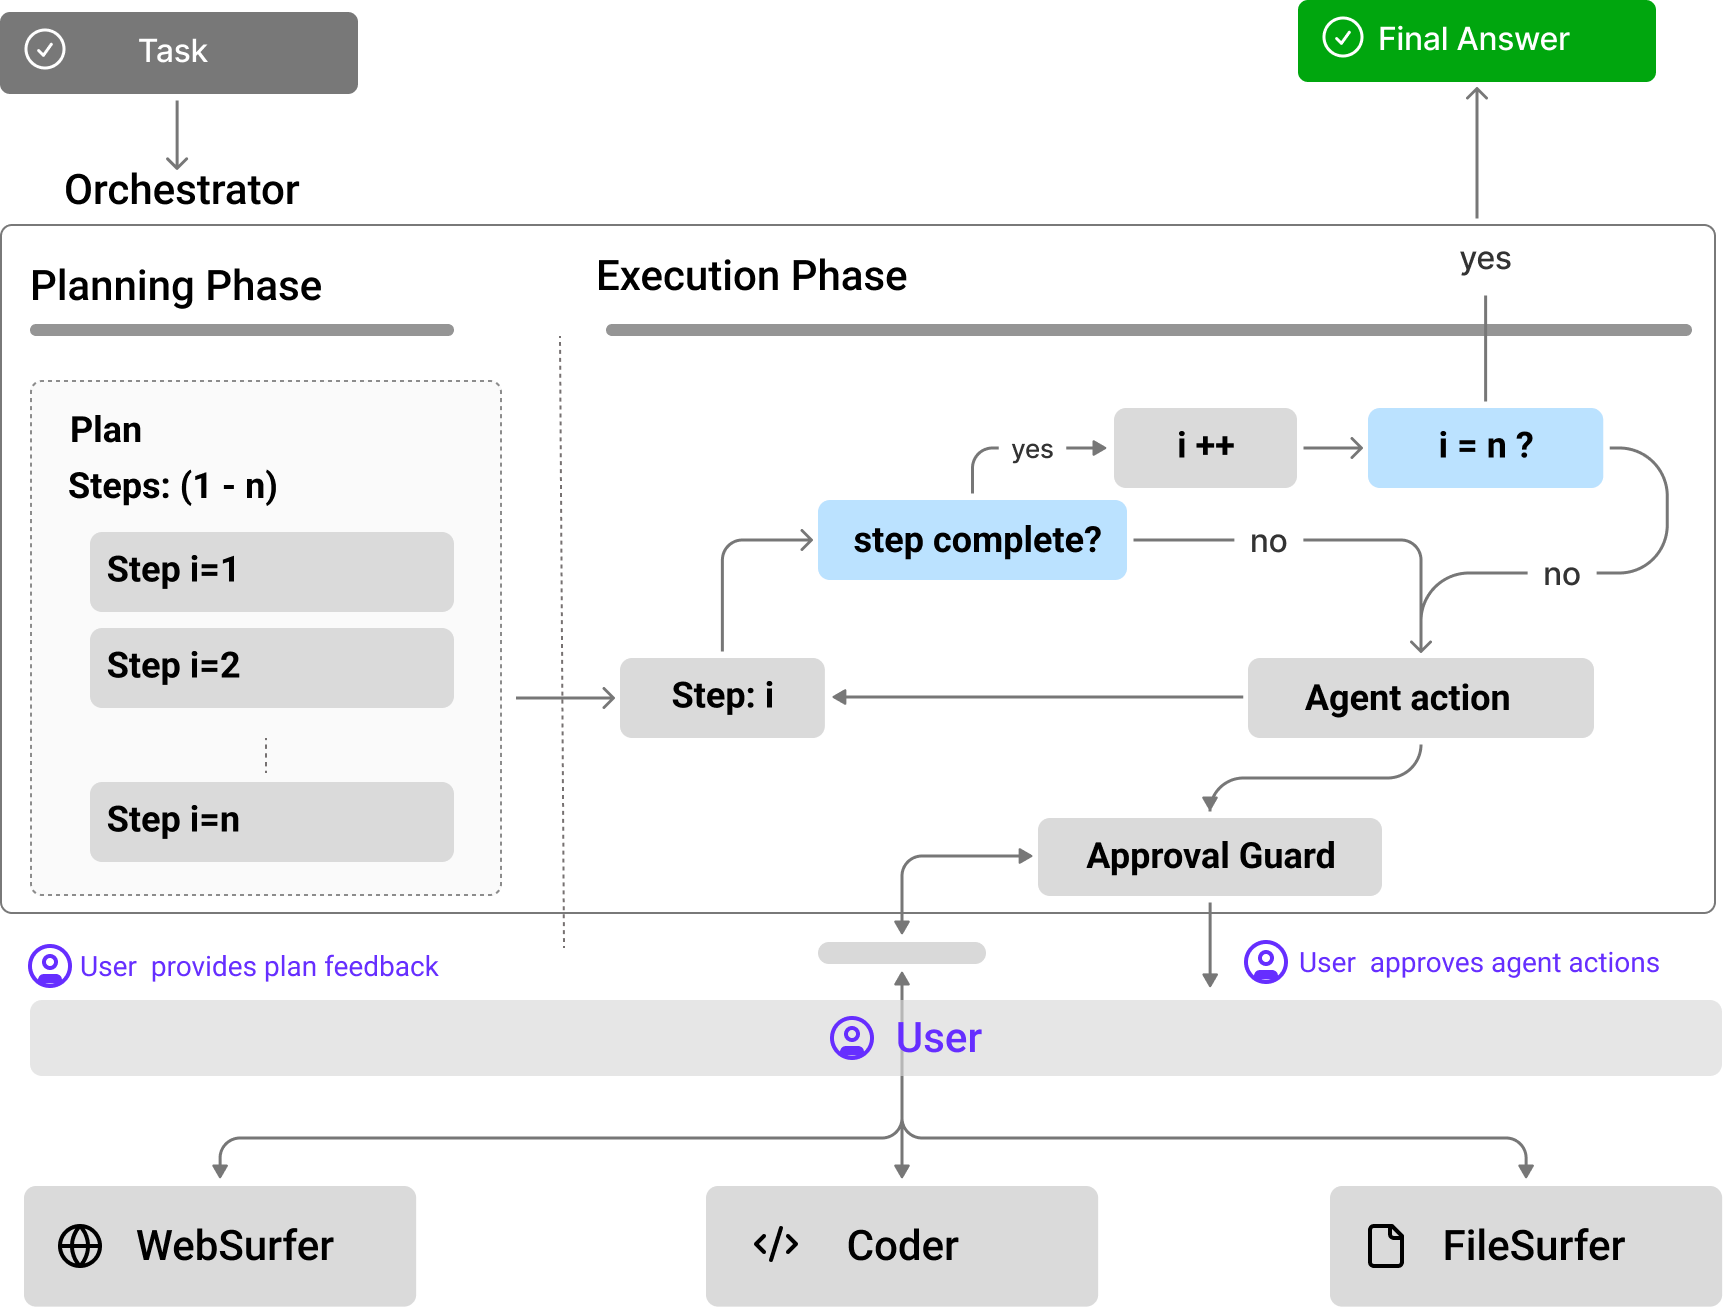 Task
Final Answer
Orchestrator
yes
Planning Phase
Execution Phase
Plan
Steps: (1 - n)
Step i=1
Step i=2
Step i=n
yes
i ++
i = n ?
step complete?
no
no
Step: i
Agent action
Approval Guard
User provides plan feedback
User approves agent actions
User
WebSurfer
</> Coder
FileSurfer